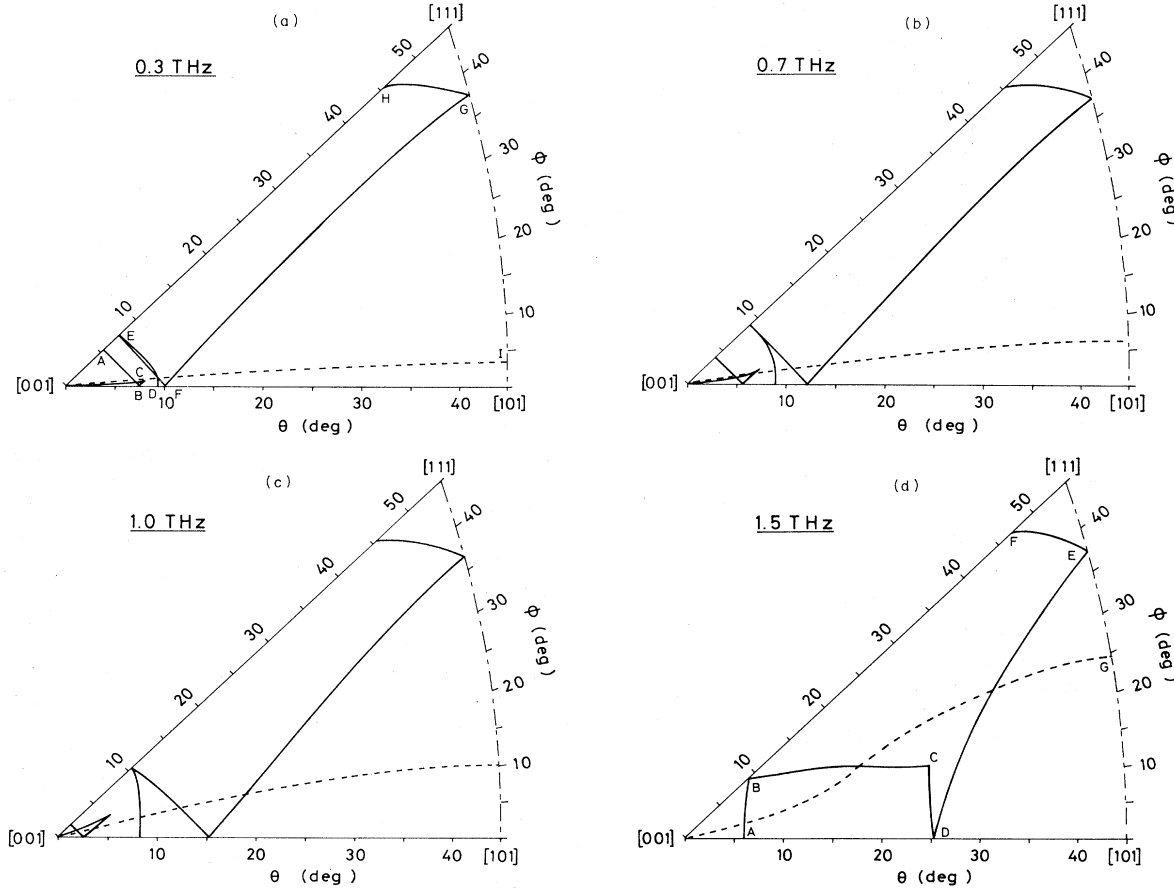 (a)
[111]
0.3 THz
50
40
H
G
40
30
30
Φ (deg)
20
20
10
10
E
A
C
I
[001]
B
D
10
F
20
30
40
[101]
θ (deg)
(b)
[111]
0.7 THz
50
40
40
30
30
Φ (deg)
20
20
10
10
[001]
10
20
30
40
[101]
θ (deg)
(c)
[111]
1.0 THz
50
40
40
30
30
Φ (deg)
20
20
10
10
[001]
10
20
30
40
[101]
θ (deg)
(d)
[111]
1.5 THz
50
40
F
E
40
30
30
Φ (deg)
20
G
20
10
10
B
C
[001]
A
D
10
20
30
40
[101]
θ (deg)